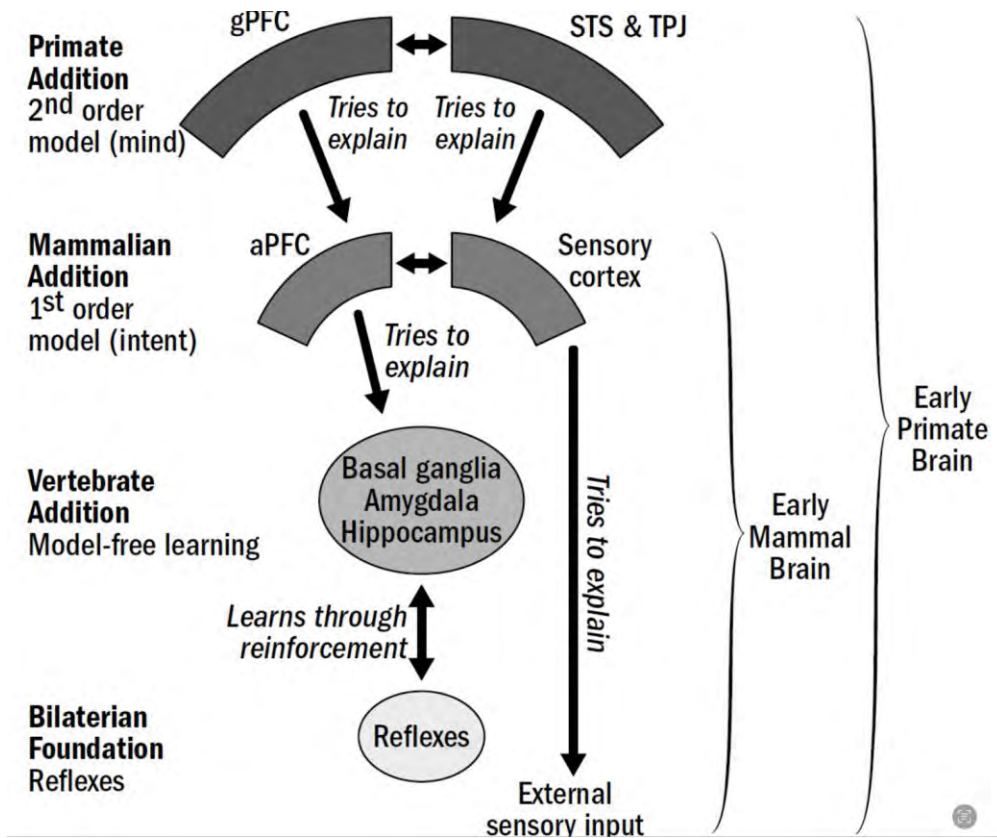 gPFC
STS & TPJ
Primate
Addition
2nd order
model (mind)
Tries to
explain
Tries to
explain
Mammalian
Addition
1st order
model (intent)
aPFC
Sensory
cortex
Tries to
explain
Vertebrate
Addition
Model-free learning
Basal ganglia
Amygdala
Hippocampus
Tries to explain
Learns through
reinforcement
Bilaterian
Foundation
Reflexes
Reflexes
External
sensory input
Early
Mammal
Brain
Early
Primate
Brain